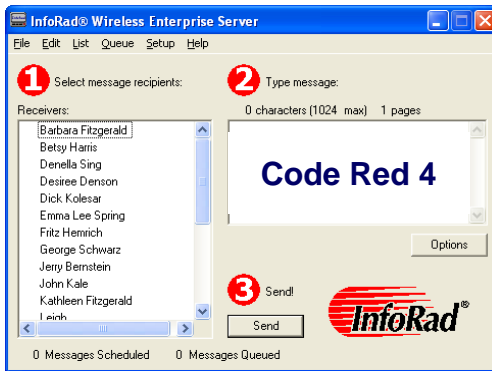 InfoRad® Wireless Enterprise Server
File Edit List Queue Setup Help
1 Select message recipients:
2 Type message:
0 characters (1024 max) 1 pages
Receivers:
Barbara Fitzgerald
Betsy Harris
Denella Sing
Desiree Denson
Dick Kolesar
Emma Lee Spring
Fritz Hemrich
George Schwarz
Jerry Bernstein
John Kale
Kathleen Fitzgerald
Leigh
Code Red 4
Options
3 Send!
Send
InfoRad®
0 Messages Scheduled 0 Messages Queued